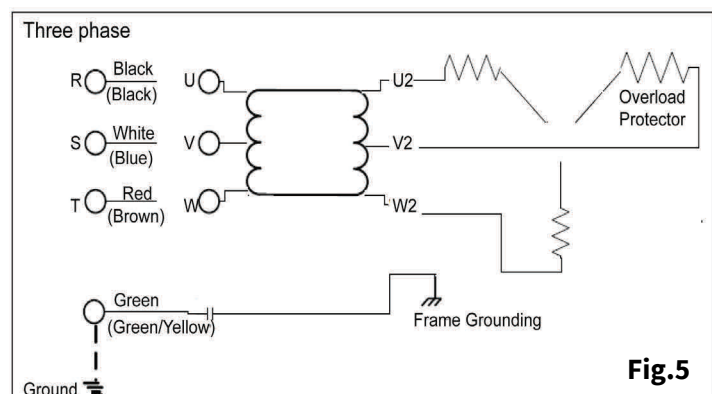 Three phase
R Black U U2
(Black)
Overload
Protector
S White V V2
(Blue)
T Red W W2
(Brown)
Green
(Green/Yellow)
Frame Grounding
Ground
Fig.5